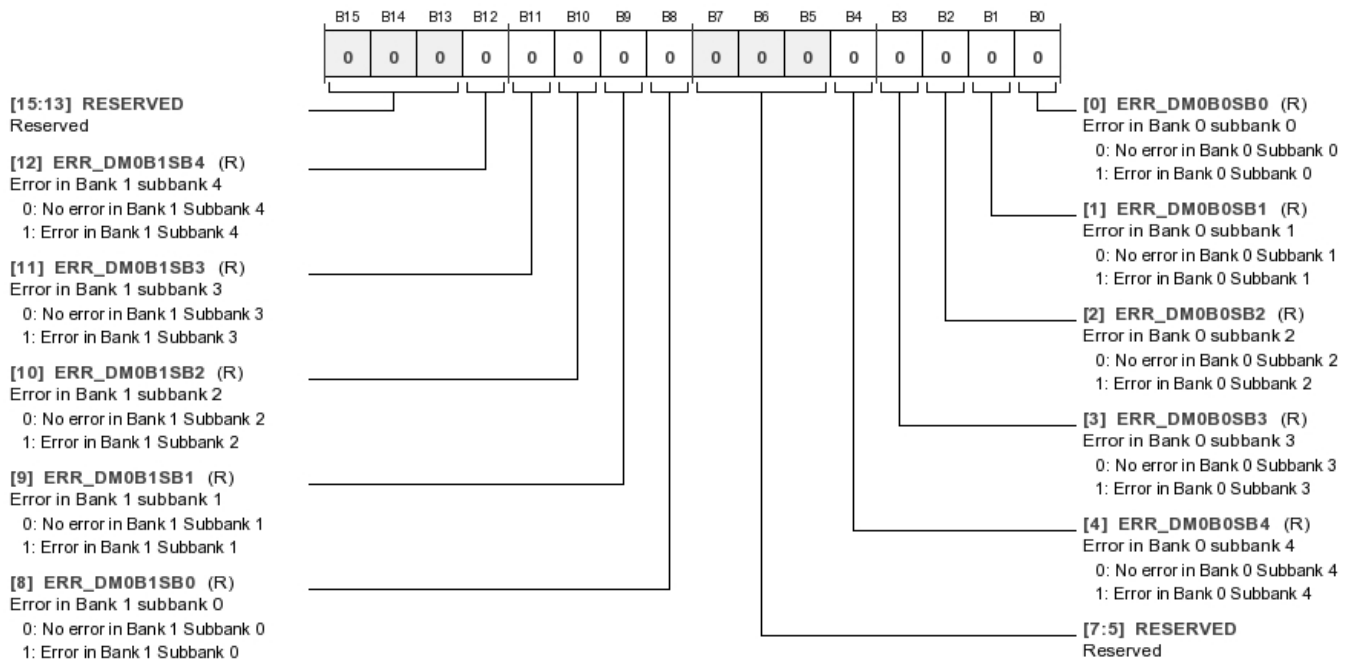 B15 B14 B13 B12 B11 B10 B9 B8 B7 B6 B5 B4 B3 B2 B1 B0
0 0 0 0 0 0 0 0 0 0 0 0 0 0 0 0
[15:13] RESERVED
Reserved
[12] ERR_DM0B1SB4 (R)
Error in Bank 1 subbank 4
0: No error in Bank 1 Subbank 4
1: Error in Bank 1 Subbank 4
[11] ERR_DM0B1SB3 (R)
Error in Bank 1 subbank 3
0: No error in Bank 1 Subbank 3
1: Error in Bank 1 Subbank 3
[10] ERR_DM0B1SB2 (R)
Error in Bank 1 subbank 2
0: No error in Bank 1 Subbank 2
1: Error in Bank 1 Subbank 2
[9] ERR_DM0B1SB1 (R)
Error in Bank 1 subbank 1
0: No error in Bank 1 Subbank 1
1: Error in Bank 1 Subbank 1
[8] ERR_DM0B1SB0 (R)
Error in Bank 1 subbank 0
0: No error in Bank 1 Subbank 0
1: Error in Bank 1 Subbank 0
[0] ERR_DM0B0SB0 (R)
Error in Bank 0 subbank 0
0: No error in Bank 0 Subbank 0
1: Error in Bank 0 Subbank 0
[1] ERR_DM0B0SB1 (R)
Error in Bank 0 subbank 1
0: No error in Bank 0 Subbank 1
1: Error in Bank 0 Subbank 1
[2] ERR_DM0B0SB2 (R)
Error in Bank 0 subbank 2
0: No error in Bank 0 Subbank 2
1: Error in Bank 0 Subbank 2
[3] ERR_DM0B0SB3 (R)
Error in Bank 0 subbank 3
0: No error in Bank 0 Subbank 3
1: Error in Bank 0 Subbank 3
[4] ERR_DM0B0SB4 (R)
Error in Bank 0 subbank 4
0: No error in Bank 0 Subbank 4
1: Error in Bank 0 Subbank 4
[7:5] RESERVED
Reserved